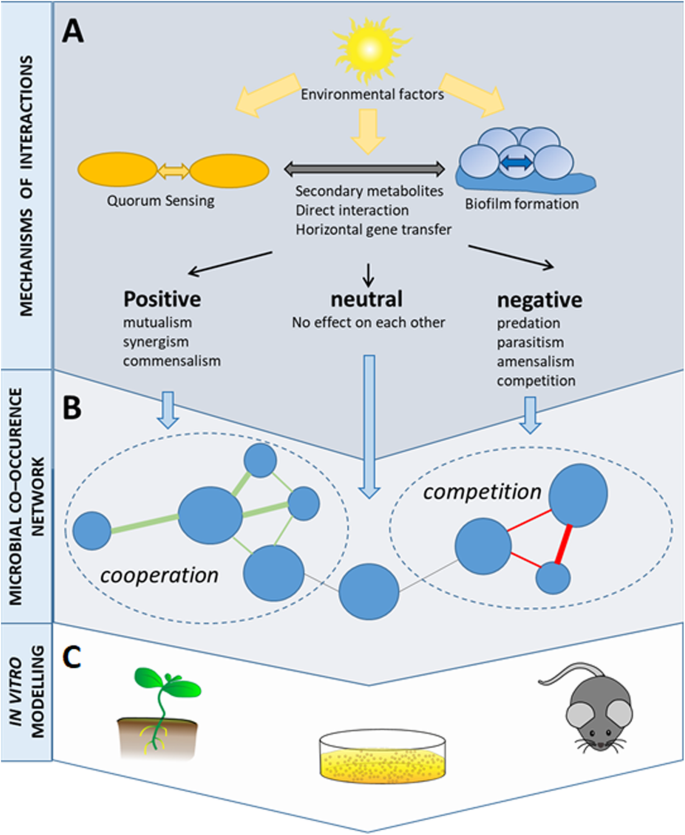 MECHANISMS OF INTERACTIONS
A
Environmental factors
Quorum Sensing
Secondary metabolites
Direct interaction
Horizontal gene transfer
Biofilm formation
Positive
mutualism
synergism
commensalism
neutral
No effect on each other
negative
predation
parasitism
amensalism
competition
MICROBIAL CO–OCCURENCE
NETWORK
B
cooperation
competition
IN VITRO
MODELLING
C